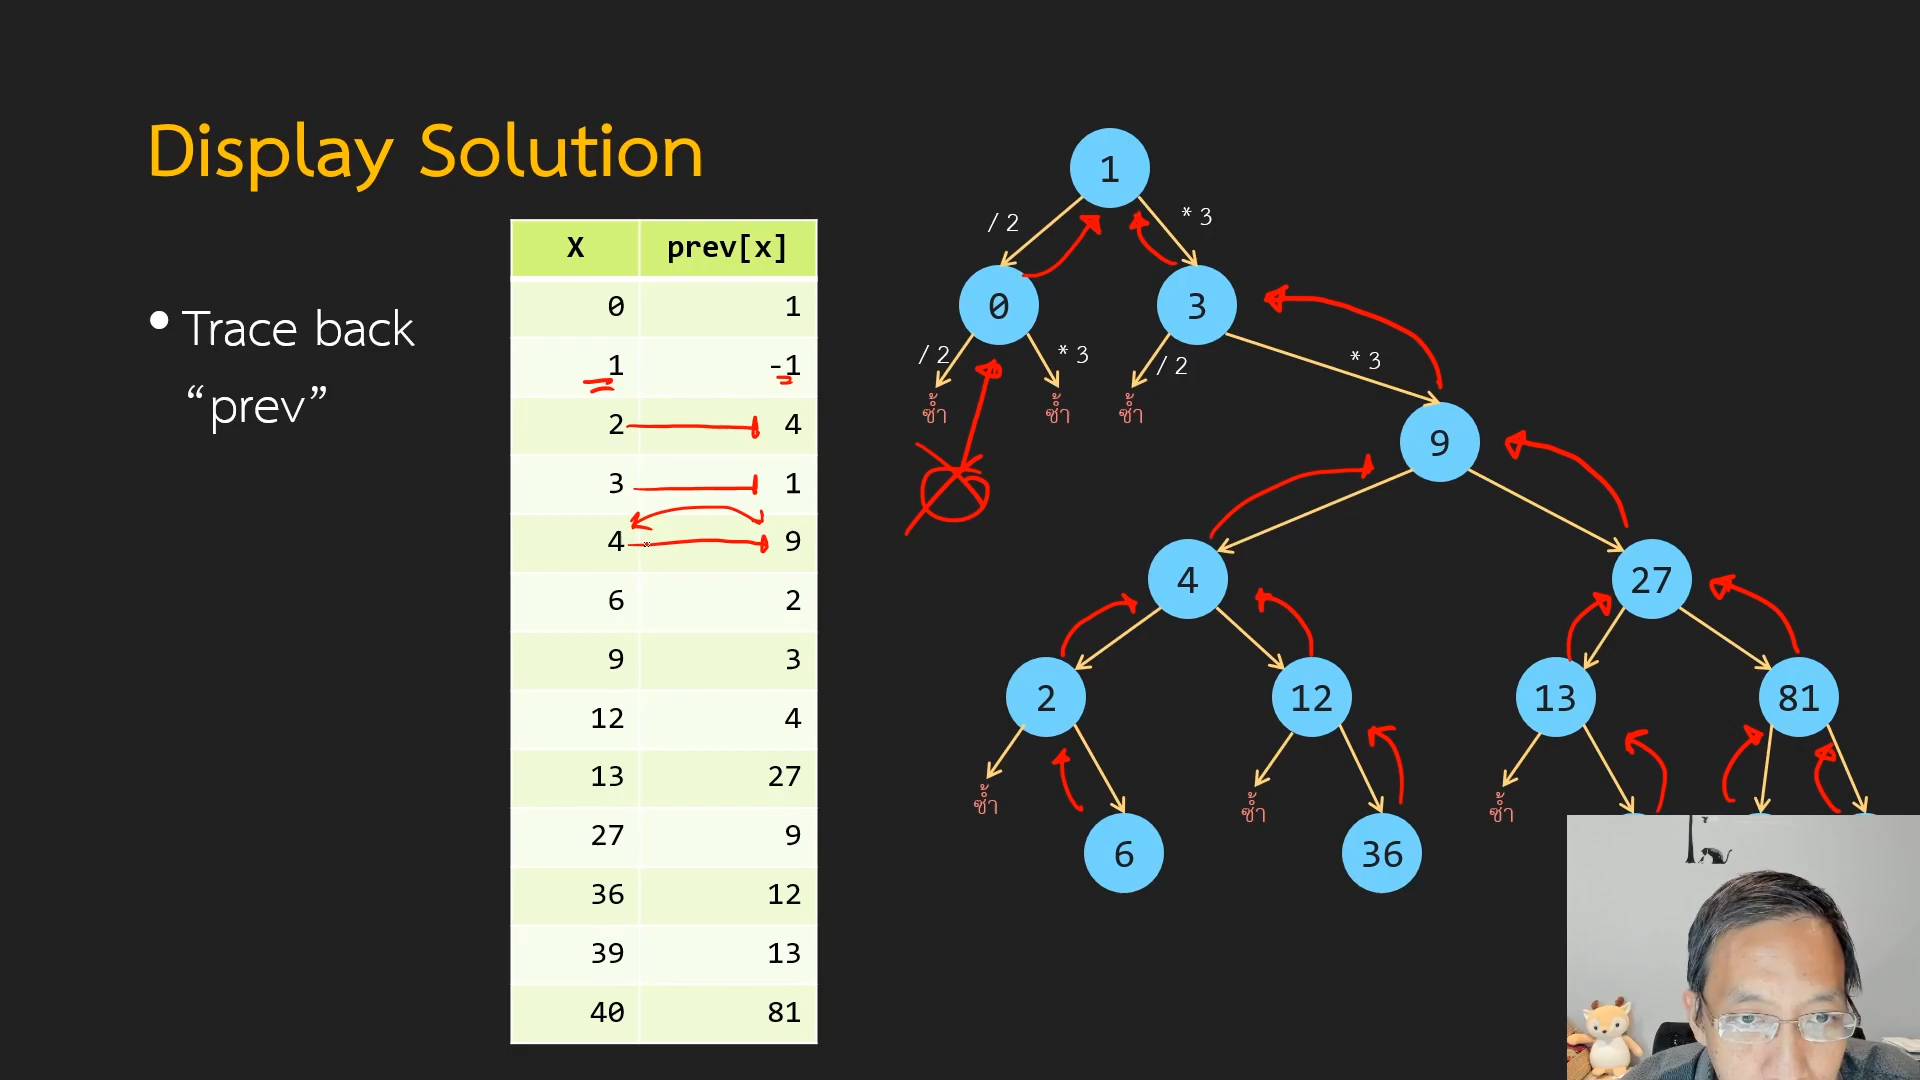 Display Solution
• Trace back
“prev”
X prev[x]
0 1
1 -1
2 4
3 1
4 9
6 2
9 3
12 4
13 27
27 9
36 12
39 13
40 81
1
/ 2 * 3
0 3
/ 2 * 3 / 2 * 3
ซ้ำ ซ้ำ ซ้ำ
9
4 27
2 12 13 81
ซ้ำ ซ้ำ ซ้ำ
6 36